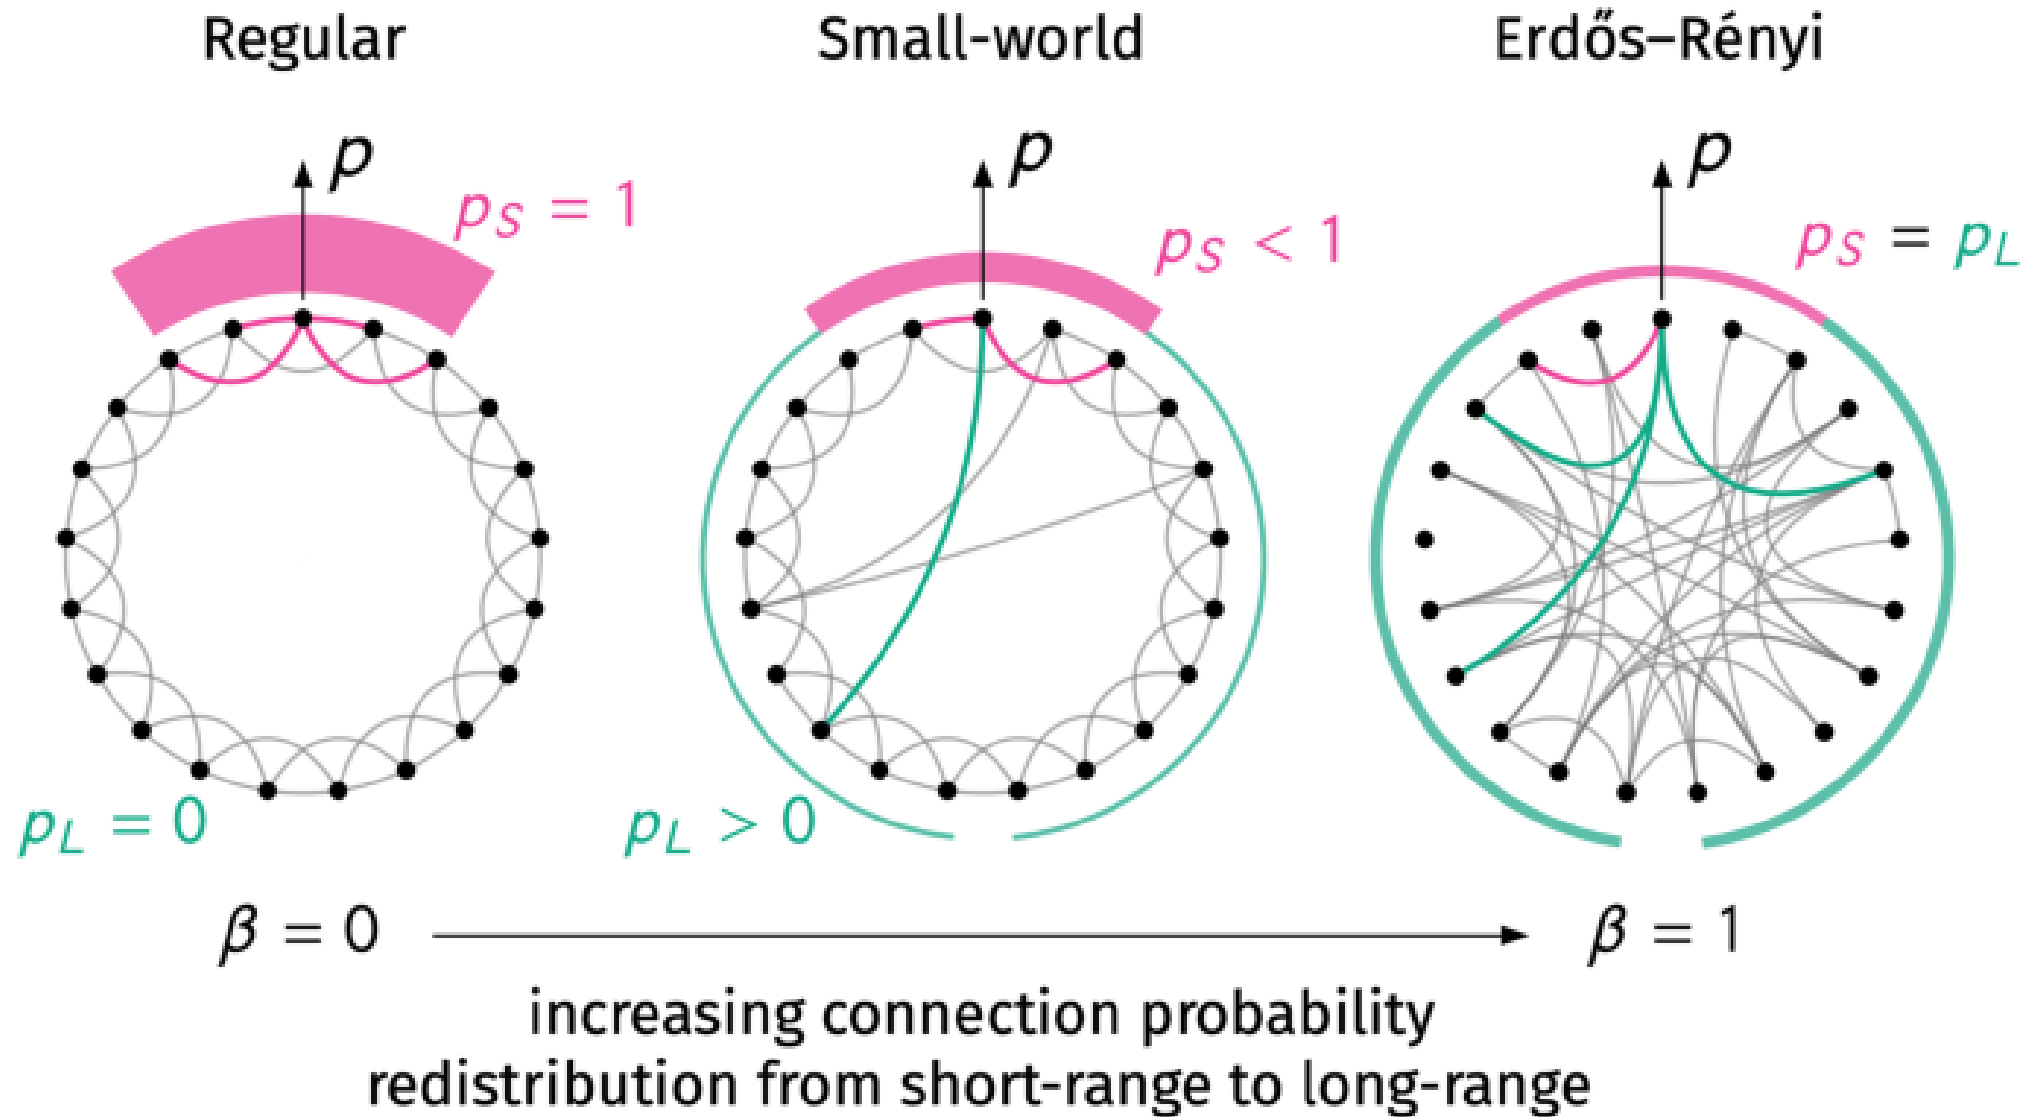 Regular
Small-world
Erdős–Rényi
p
pS = 1
p
pS < 1
p
pS = pL
pL = 0
pL > 0
β = 0
β = 1
increasing connection probability
redistribution from short-range to long-range